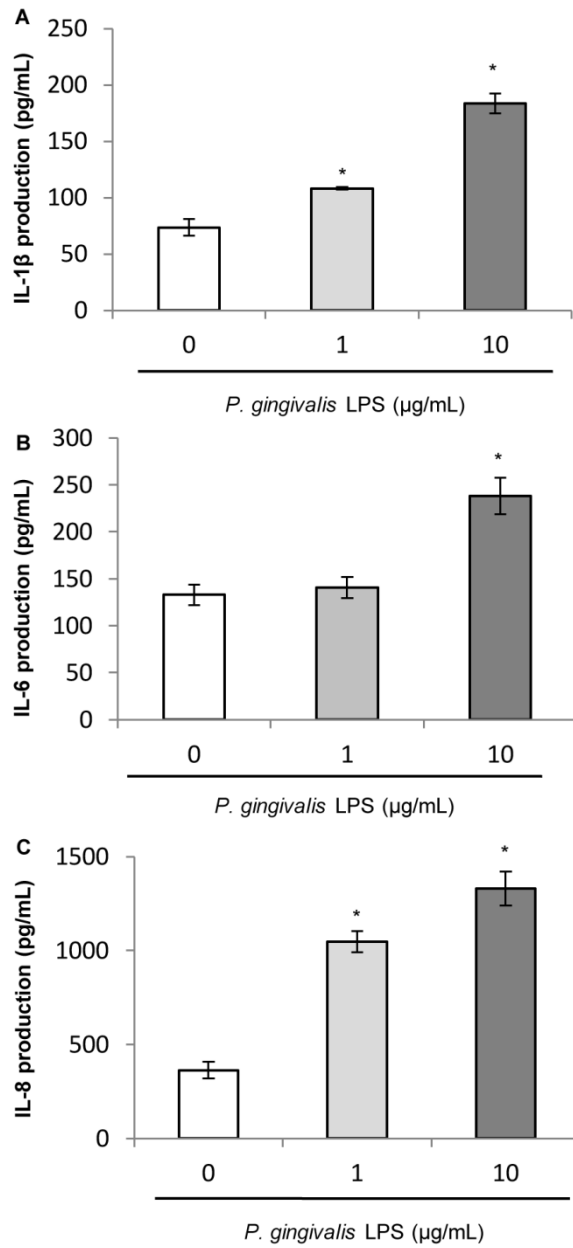 A
IL-1β production (pg/mL)
250
200
150
100
50
0
*
*
0 1 10
P. gingivalis LPS (µg/mL)
B
IL-6 production (pg/mL)
300
250
200
150
100
50
0
*
0 1 10
P. gingivalis LPS (µg/mL)
C
IL-8 production (pg/mL)
1500
1000
500
0
*
*
0 1 10
P. gingivalis LPS (µg/mL)